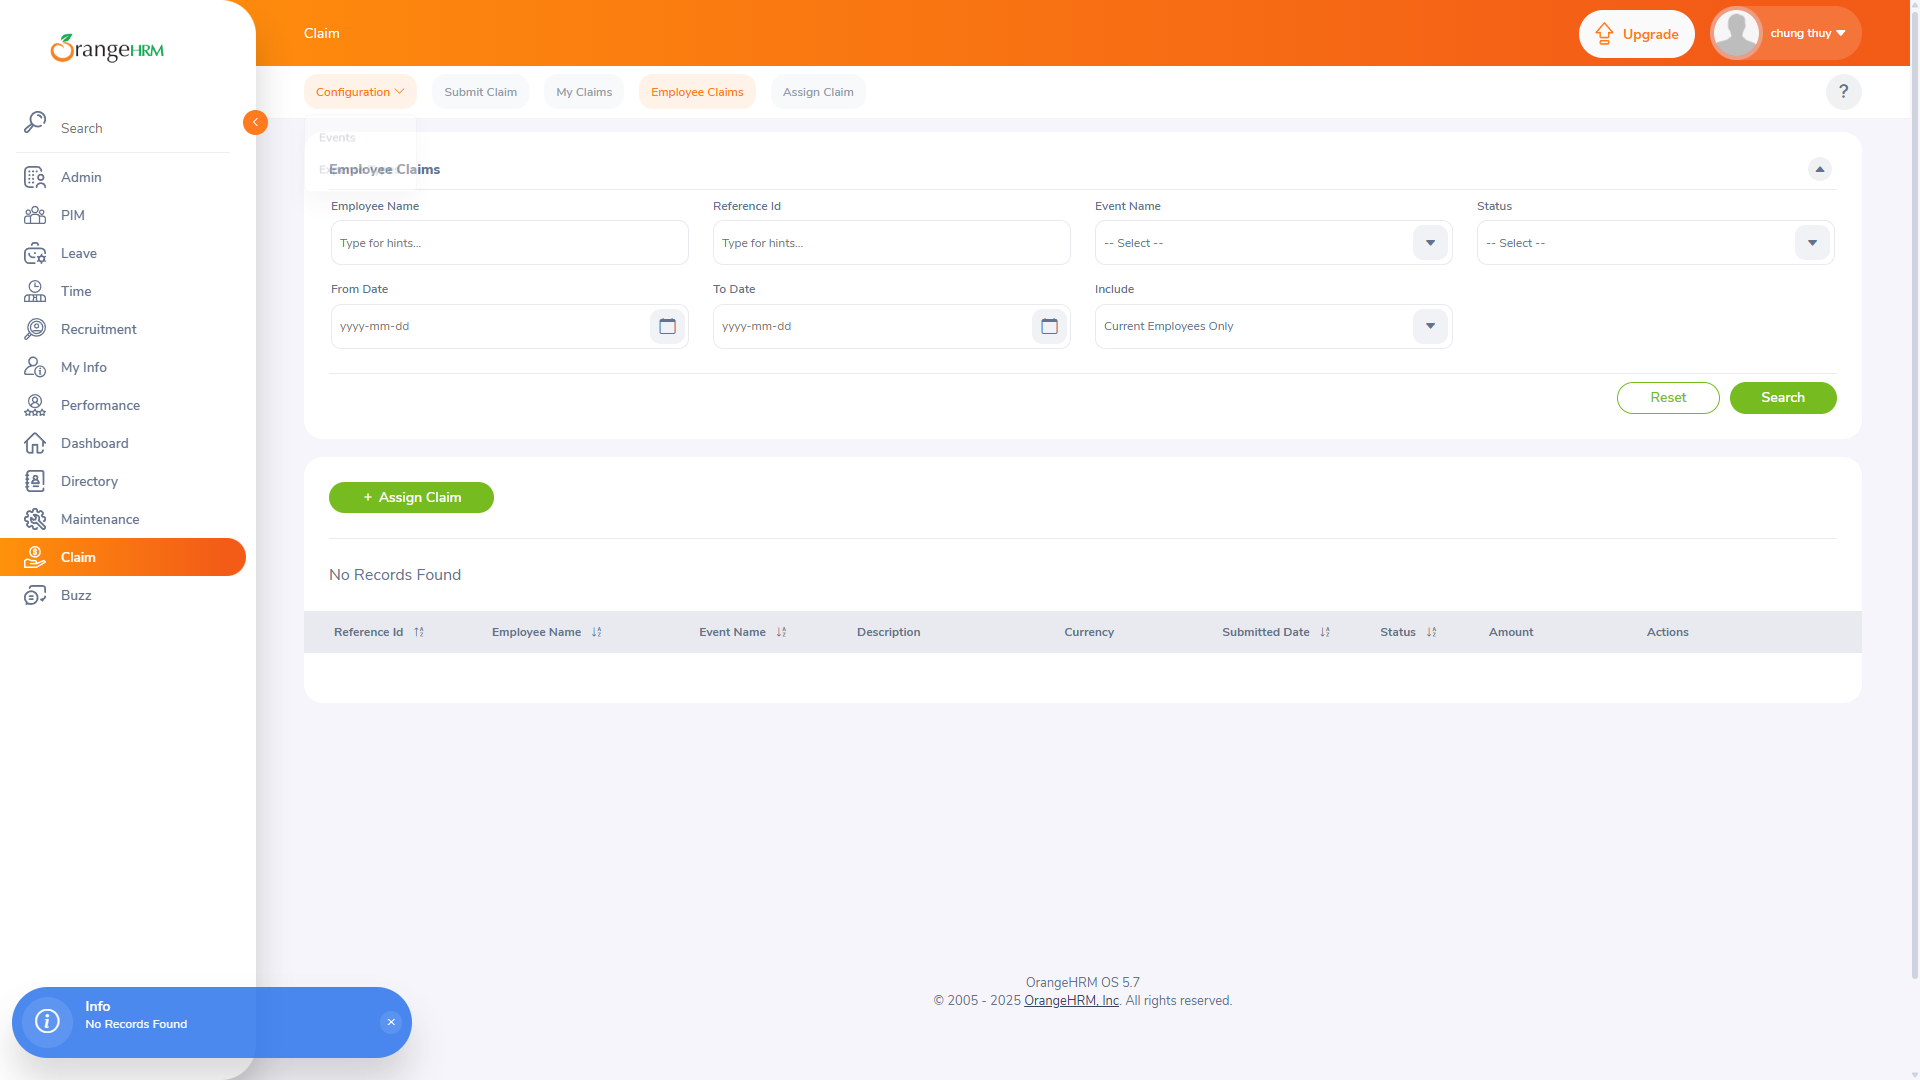 OrangeHRM
Claim
Upgrade
chung thuy
Configuration
Submit Claim
My Claims
Employee Claims
Assign Claim
?
Search
Admin
PIM
Leave
Time
Recruitment
My Info
Performance
Dashboard
Directory
Maintenance
Claim
Buzz
Events
Employee Claims
Employee Name
Reference Id
Event Name
Status
Type for hints...
Type for hints...
-- Select --
-- Select --
From Date
To Date
Include
yyyy-mm-dd
yyyy-mm-dd
Current Employees Only
Reset
Search
+ Assign Claim
No Records Found
Reference Id
Employee Name
Event Name
Description
Currency
Submitted Date
Status
Amount
Actions
OrangeHRM OS 5.7
© 2005 - 2025 OrangeHRM, Inc. All rights reserved.
Info
No Records Found